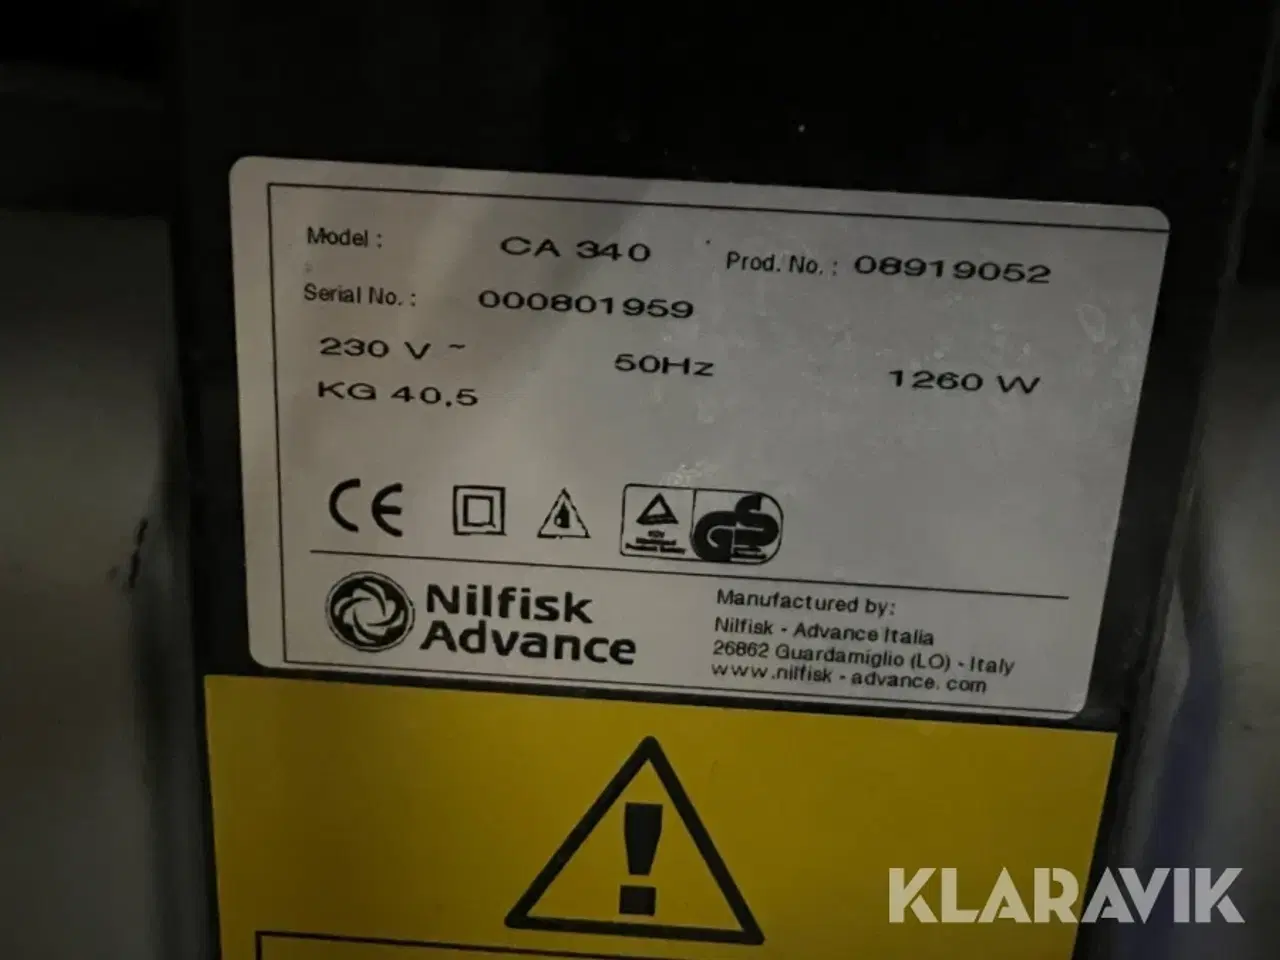 Model : CA 340 Prod. No. : 08919052
Serial No. : 000801959
230 V ~ 50Hz 1260 W
KG 40,5
CE
Nilfisk
Advance
Manufactured by:
Nilfisk - Advance Italia
26862 Guardamiglio (LO) - Italy
www.nilfisk - advance. com
!
KLARAVIK